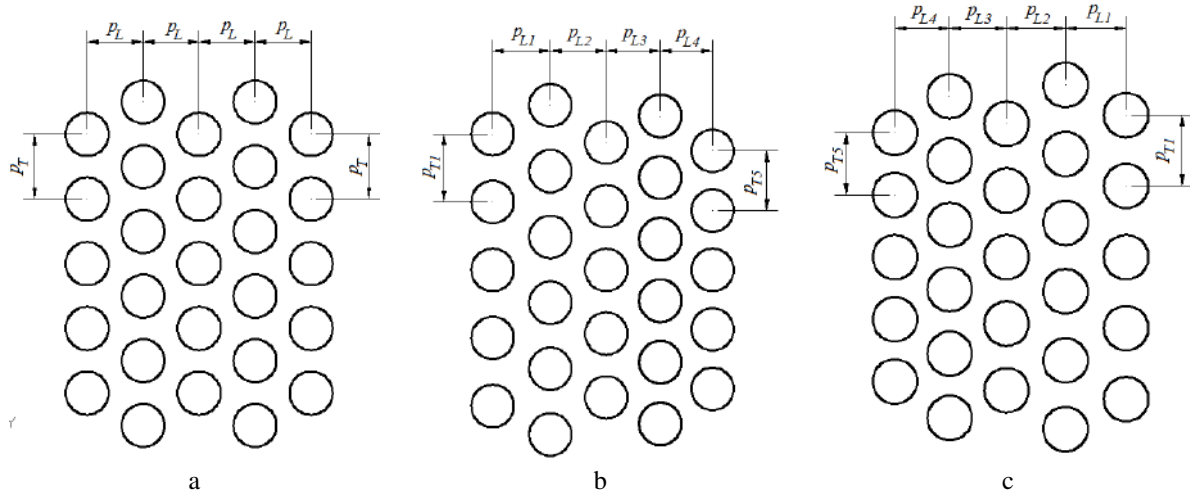 p_L p_L p_L p_L
p_T p_T
p_L1 p_L2 p_L3 p_L4
p_T1 p_T5
p_L4 p_L3 p_L2 p_L1
p_T5 p_T1
Y
a b c